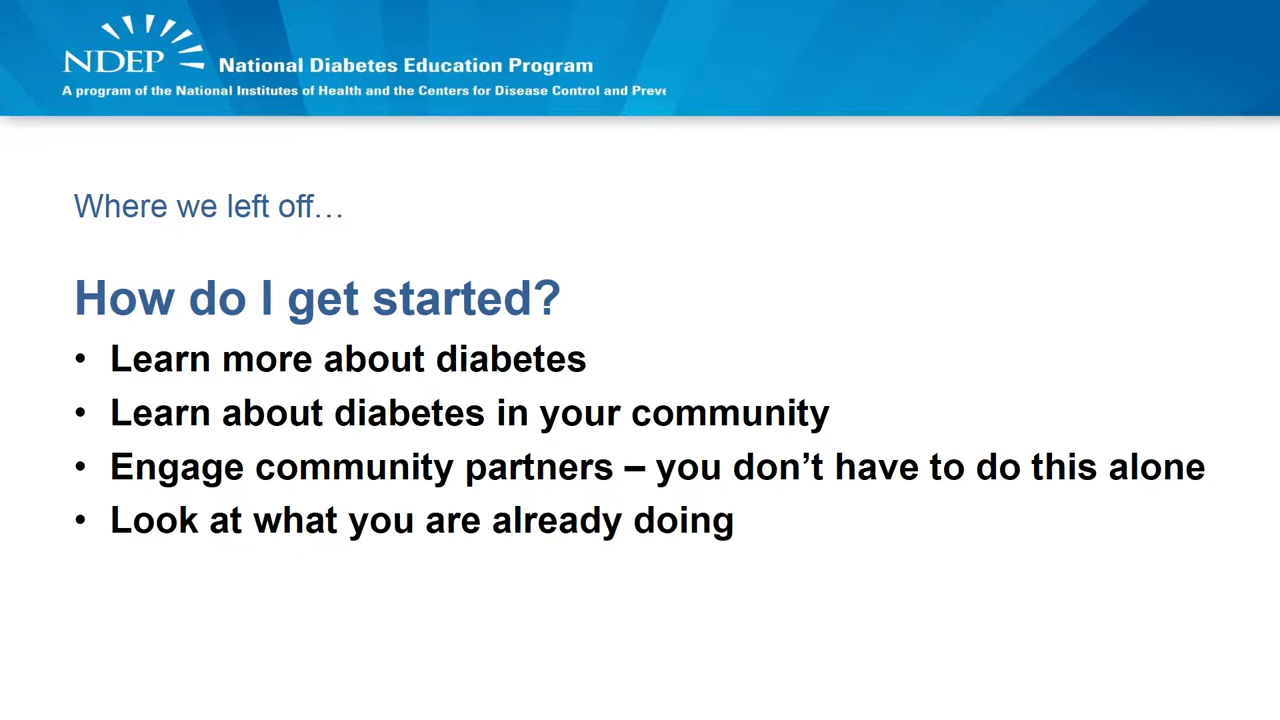 NDEP
National Diabetes Education Program
A program of the National Institutes of Health and the Centers for Disease Control and Preve
Where we left off…
How do I get started?
• Learn more about diabetes
• Learn about diabetes in your community
• Engage community partners – you don’t have to do this alone
• Look at what you are already doing